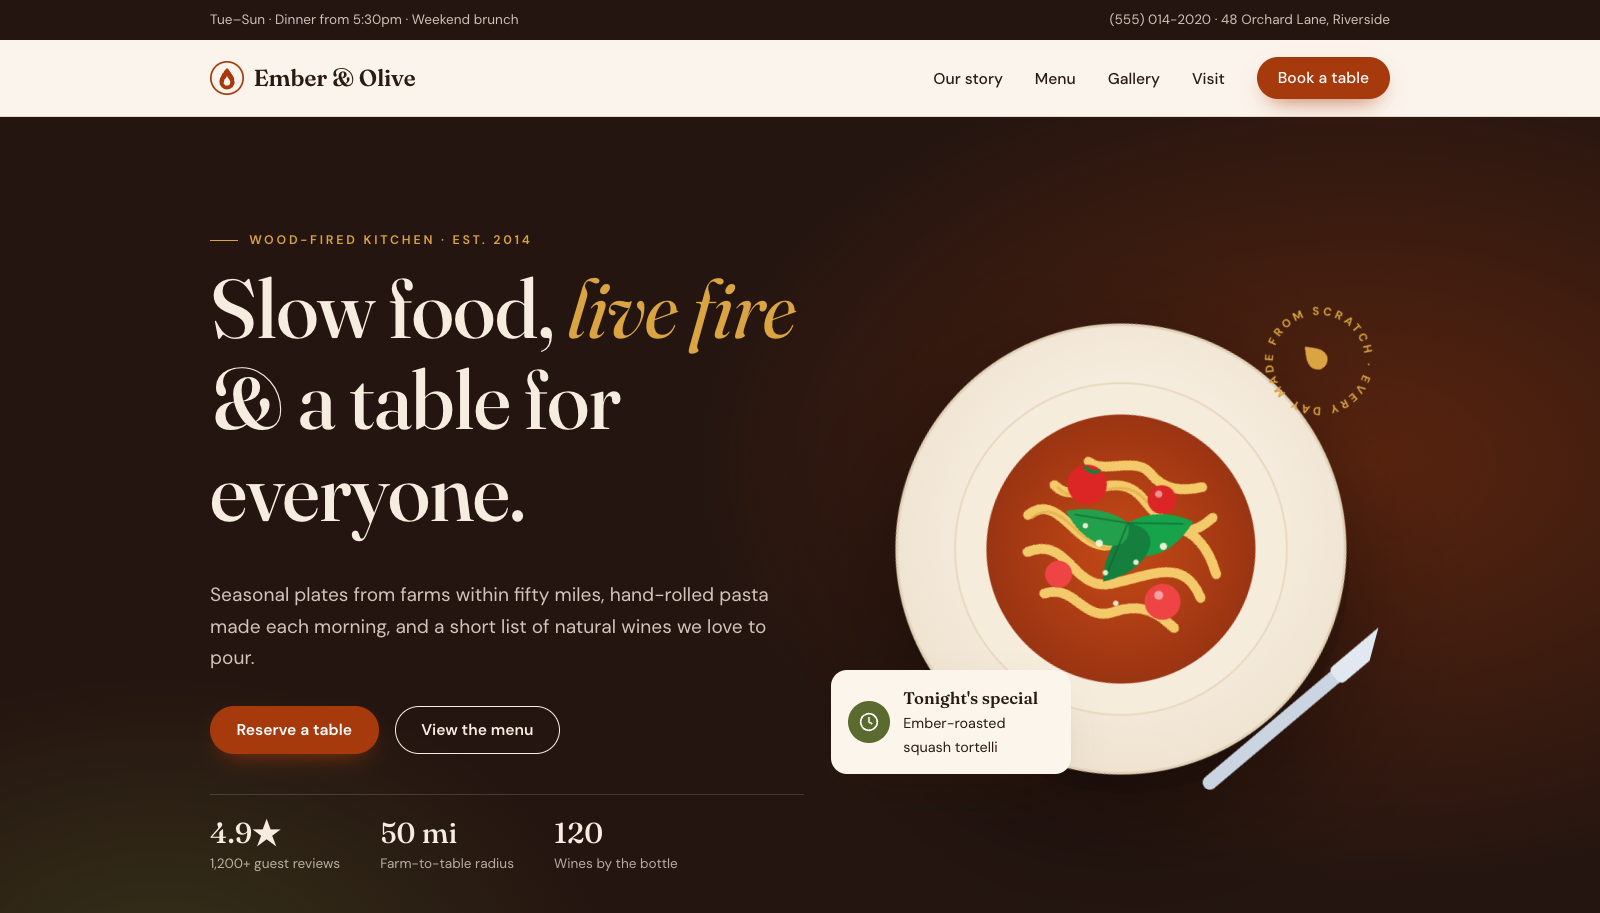 Tue–Sun · Dinner from 5:30pm · Weekend brunch
(555) 014-2020 · 48 Orchard Lane, Riverside
Ember & Olive
Our story
Menu
Gallery
Visit
Book a table
WOOD-FIRED KITCHEN · EST. 2014
Slow food, live fire
& a table for
everyone.
Seasonal plates from farms within fifty miles, hand-rolled pasta
made each morning, and a short list of natural wines we love to
pour.
Reserve a table
View the menu
4.9★
1,200+ guest reviews
50 mi
Farm-to-table radius
120
Wines by the bottle
MADE FROM SCRATCH · EVERY DAY
Tonight's special
Ember-roasted
squash tortelli